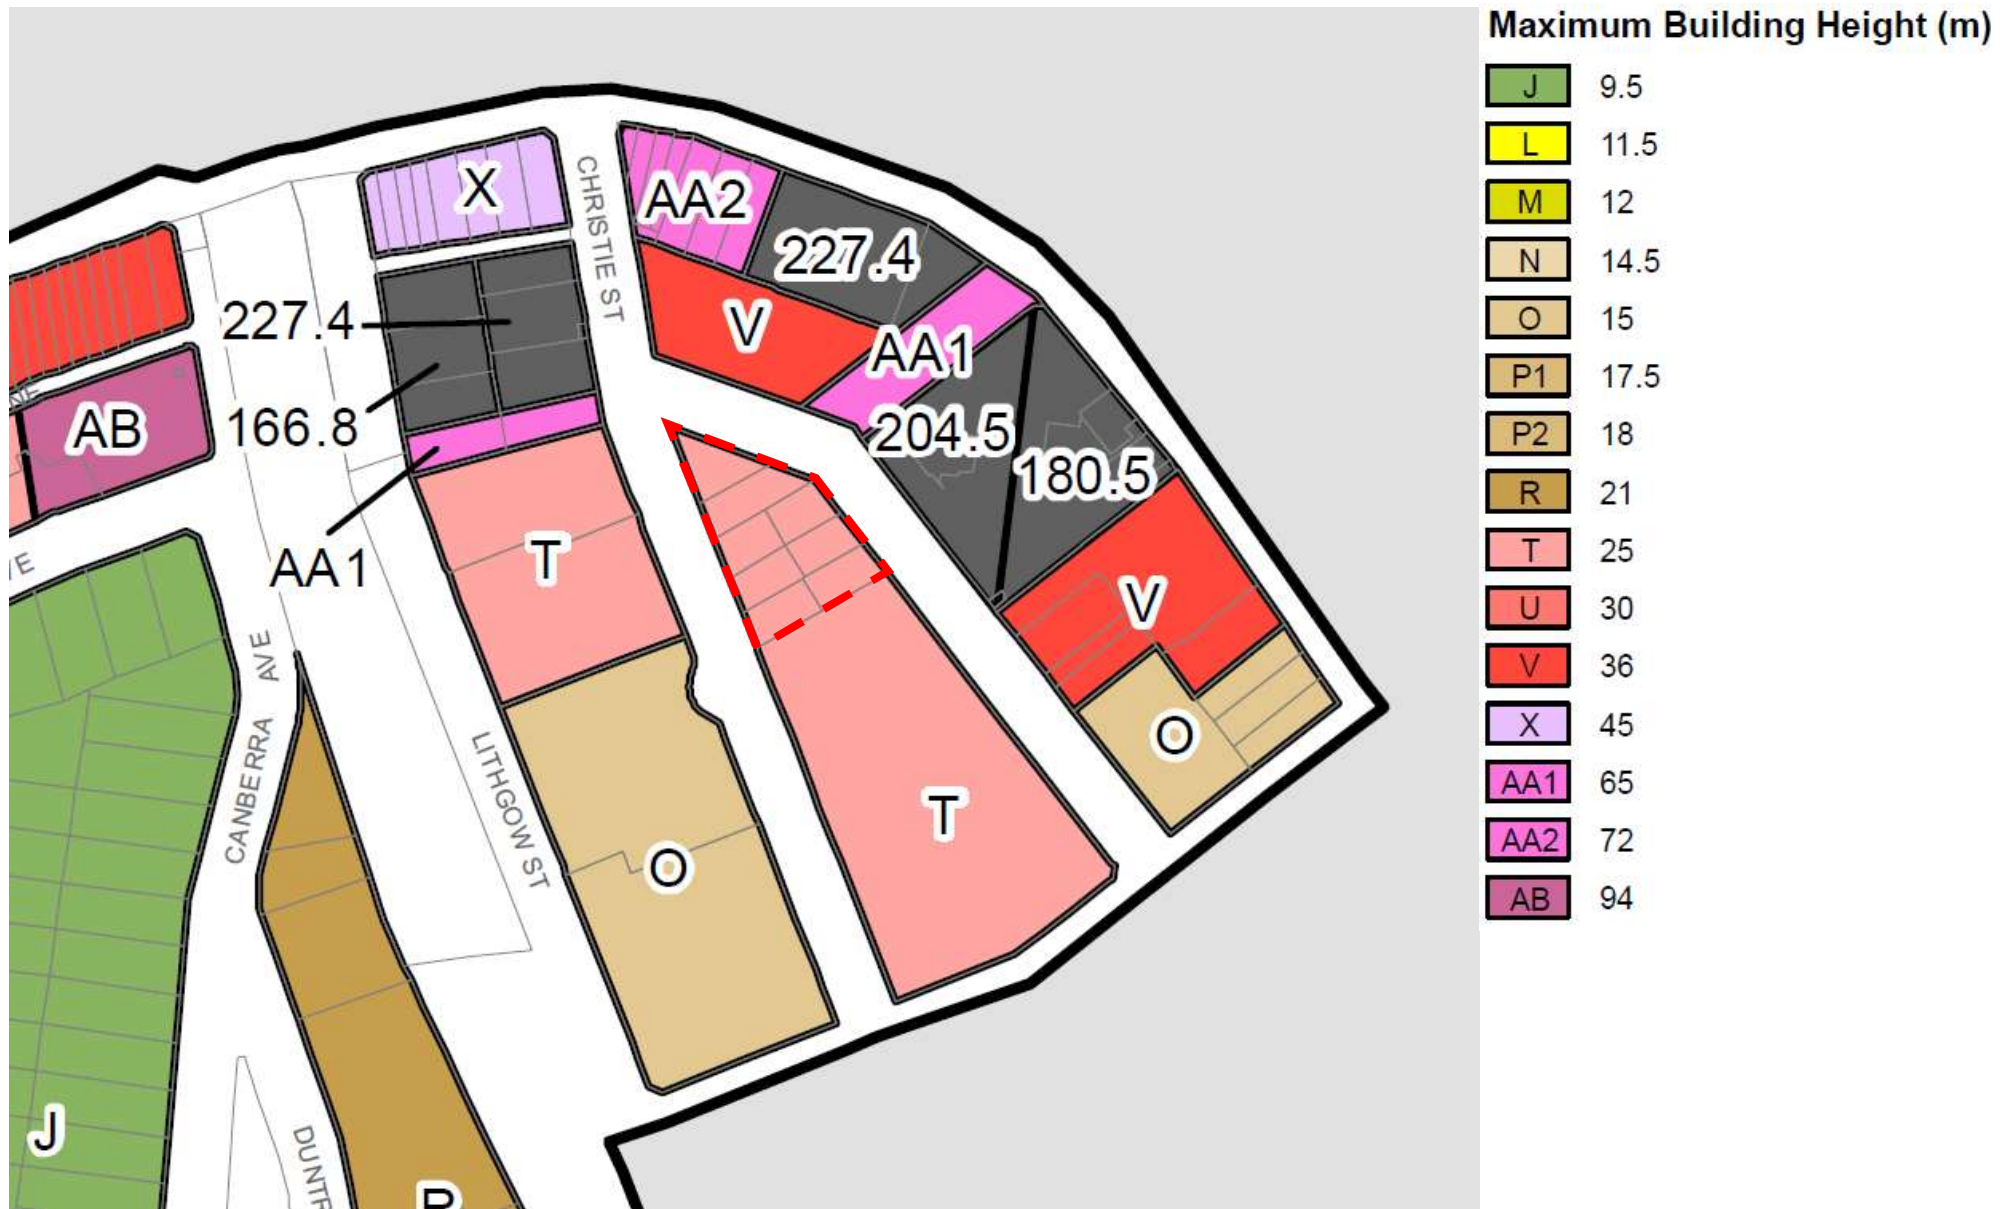 Maximum Building Height (m)
J 9.5
L 11.5
M 12
N 14.5
O 15
P1 17.5
P2 18
R 21
T 25
U 30
V 36
X 45
AA1 65
AA2 72
AB 94
X
CHRISTIE ST
AA2
227.4
227.4
V
AA1
166.8
AB
204.5
180.5
AA1
T
V
O
CANBERRA AVE
LITHGOW ST
T
O
J
DUNTR
R